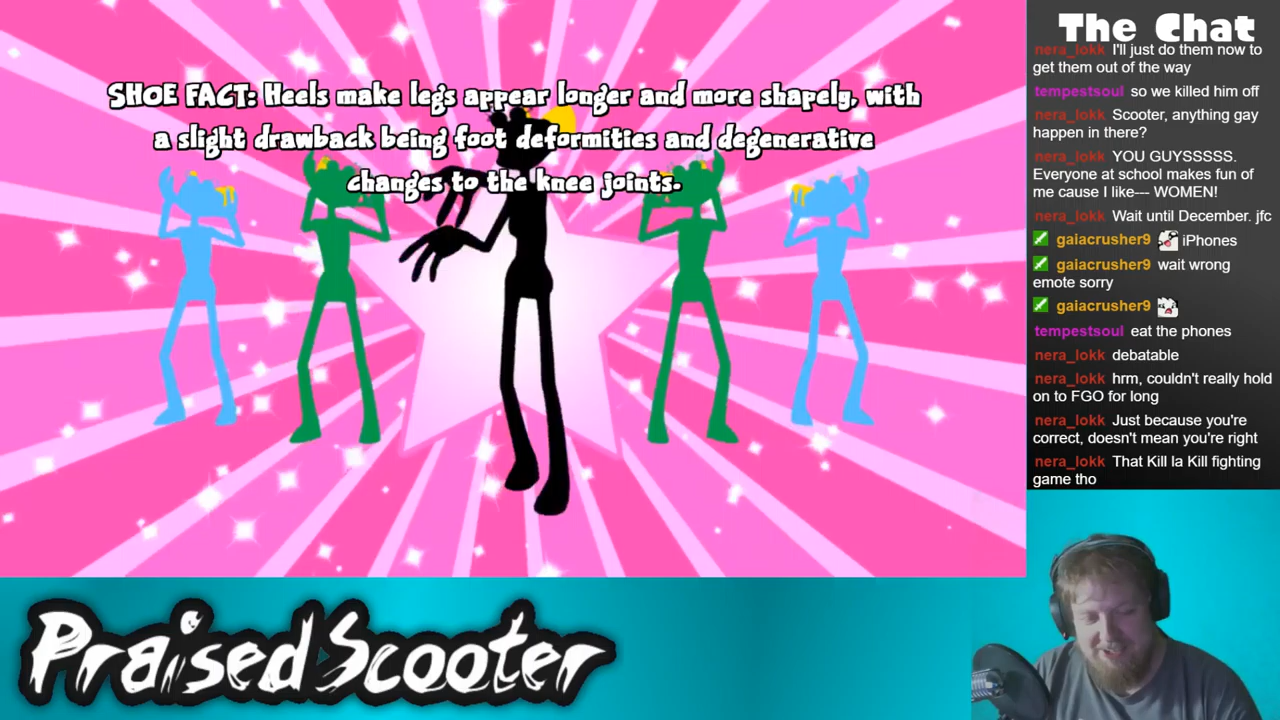 SHOE FACT: Heels make legs appear longer and more shapely, with
a slight drawback being foot deformities and degenerative
changes to the knee joints.
The Chat
nera_lokk I'll just do them now to
get them out of the way
tempestsoul so we killed him off
nera_lokk Scooter, anything gay
happen in there?
nera_lokk YOU GUYSSSSS.
Everyone at school makes fun of
me cause I like--- WOMEN!
nera_lokk Wait until December. jfc
gaiacrusher9 iPhones
gaiacrusher9 wait wrong
emote sorry
gaiacrusher9
tempestsoul eat the phones
nera_lokk debatable
nera_lokk hrm, couldn't really hold
on to FGO for long
nera_lokk Just because you're
correct, doesn't mean you're right
nera_lokk That Kill la Kill fighting
game tho
PraisedScooter